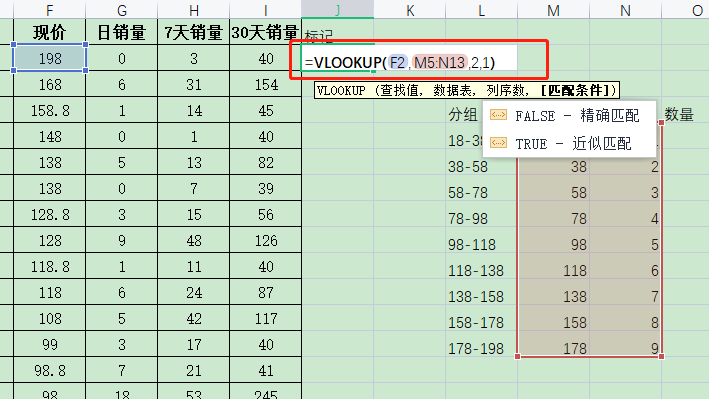 F G H I J K L M N O
现价 日销量 7天销量 30天销量 标记
198 0 3 40 =VLOOKUP(F2,M5:N13,2,1)
168 6 31 154 VLOOKUP (查找值, 数据表, 列序数, [匹配条件])
158.8 1 14 45 分组 FALSE - 精确匹配 数量
148 0 1 40 18-38 TRUE - 近似匹配
138 5 13 82 38-58 38 2
138 0 7 39 58-78 58 3
128.8 3 15 56 78-98 78 4
128 9 48 126 98-118 98 5
118.8 1 11 40 118-138 118 6
118 6 24 87 138-158 138 7
108 5 42 117 158-178 158 8
99 3 17 40 178-198 178 9
98.8 7 21 41
98 18 53 245